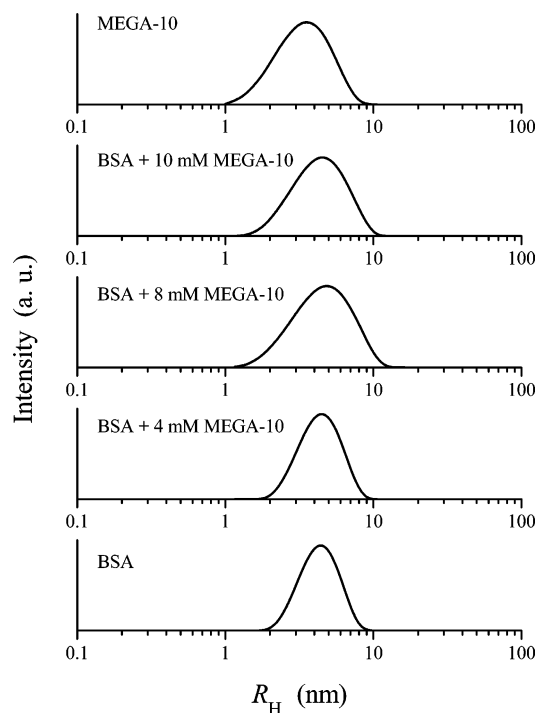 MEGA-10
0.1 1 10 100
BSA + 10 mM MEGA-10
0.1 1 10 100
BSA + 8 mM MEGA-10
0.1 1 10 100
BSA + 4 mM MEGA-10
0.1 1 10 100
BSA
0.1 1 10 100
Intensity (a. u.)
RH (nm)